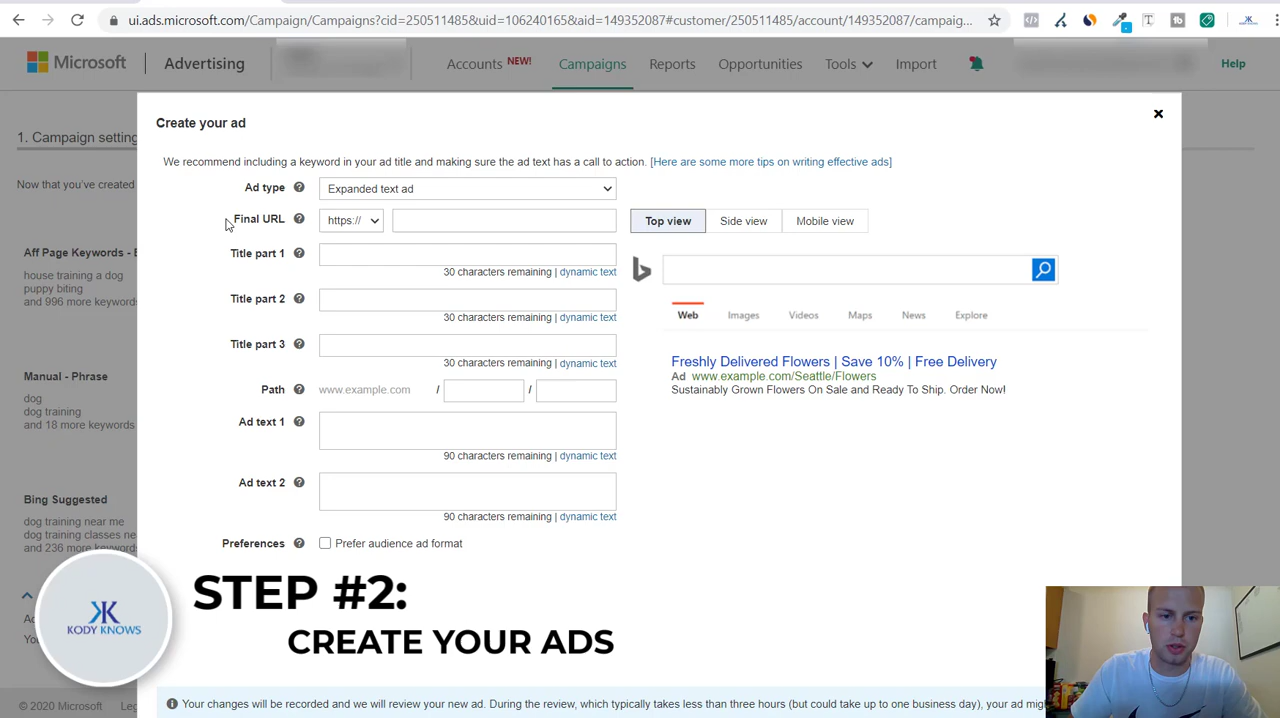 ui.ads.microsoft.com/Campaign/Campaigns?cid=250511485&uid=106240165&aid=149352087#customer/250511485/account/149352087/campaig...
Microsoft
Advertising
Accounts NEW!
Campaigns
Reports
Opportunities
Tools
Import
Help
1. Campaign setting
Now that you've created
Aff Page Keywords -
house training a dog
puppy biting
and 996 more keywords
Manual - Phrase
dog
dog training
and 18 more keywords
Bing Suggested
dog training near me
dog training classes
and 236 more keywords
© 2020 Microsoft
Create your ad
We recommend including a keyword in your ad title and making sure the ad text has a call to action. [Here are some more tips on writing effective ads]
Ad type Expanded text ad
Final URL https://
Title part 1
30 characters remaining | dynamic text
Title part 2
30 characters remaining | dynamic text
Title part 3
30 characters remaining | dynamic text
Path www.example.com / /
Ad text 1
90 characters remaining | dynamic text
Ad text 2
90 characters remaining | dynamic text
Preferences Prefer audience ad format
Top view
Side view
Mobile view
Web
Images
Videos
Maps
News
Explore
Freshly Delivered Flowers | Save 10% | Free Delivery
Ad www.example.com/Seattle/Flowers
Sustainably Grown Flowers On Sale and Ready To Ship. Order Now!
STEP #2:
CREATE YOUR ADS
KODY KNOWS
Your changes will be recorded and we will review your new ad. During the review, which typically takes less than three hours (but could take up to one business day), your ad